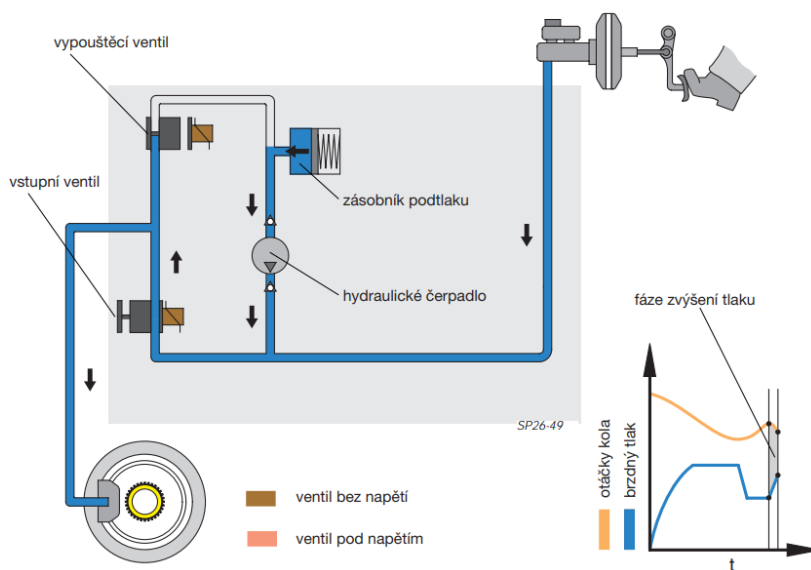 vypouštěcí ventil
vstupní ventil
zásobník podtlaku
hydraulické čerpadlo
fáze zvýšení tlaku
SP26-49
otáčky kola
brzdný tlak
ventil bez napětí
ventil pod napětím
t